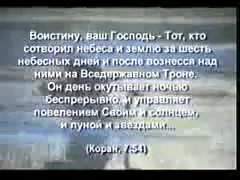 Воистину, ваш Господь - Тот, кто
сотворил небеса и землю за шесть
небесных дней и после вознесся над
ними на Вседержавном Троне.
Он день окутывает ночью
беспрерывно, и управляет
повелением Своим и солнцем,
и луной и звездами...
(Коран, 7:54)